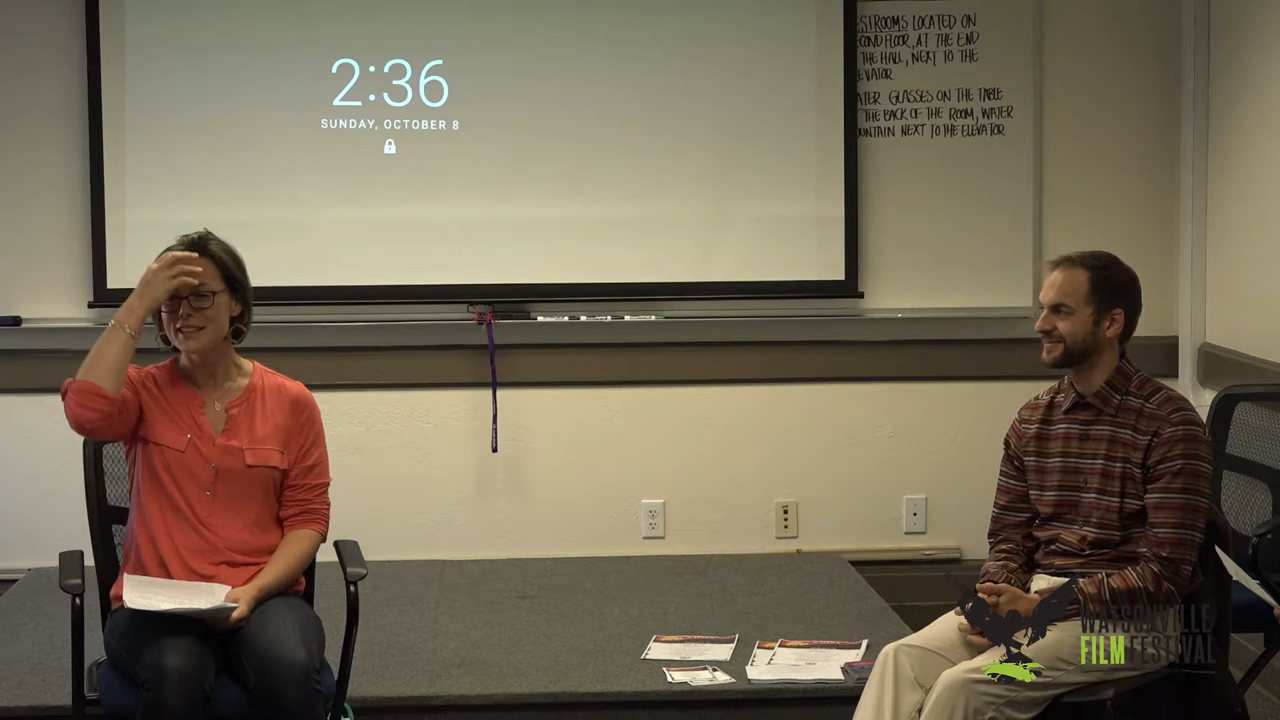 2:36
SUNDAY, OCTOBER 8
ESTROOMS LOCATED ON
COND FLOOR, AT THE END
THE HALL, NEXT TO THE
EVATOR
ATER GLASSES ON THE TABLE
THE BACK OF THE ROOM, WATER
UNTAIN NEXT TO THE ELEVATOR
WATSONVILLE
FILM FESTIVAL